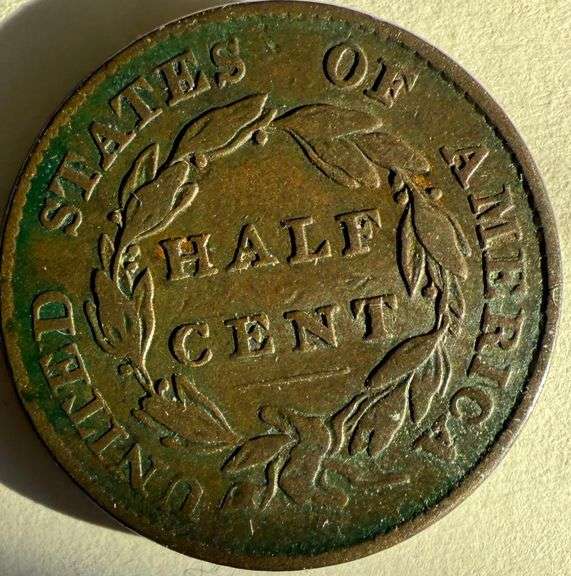 UNITED STATES OF AMERICA
HALF
CENT